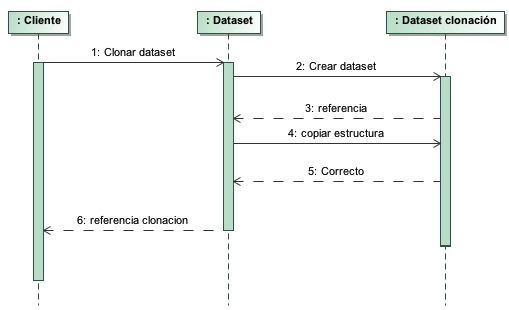 : Cliente
: Dataset
: Dataset clonación
1: Clonar dataset
2: Crear dataset
3: referencia
4: copiar estructura
5: Correcto
6: referencia clonacion